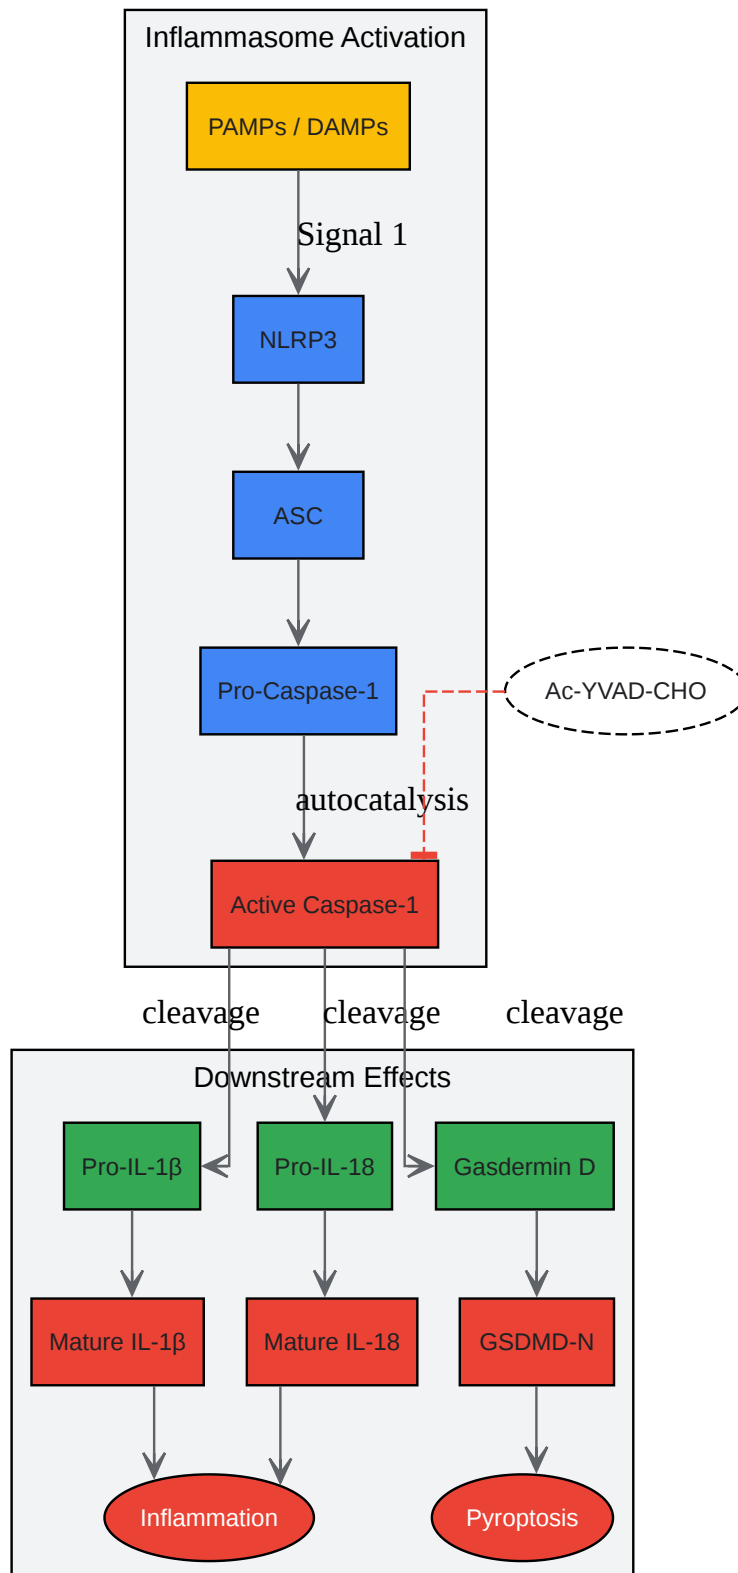 Inflammasome Activation
PAMPs / DAMPs
Signal 1
NLRP3
ASC
Pro-Caspase-1
Ac-YVAD-CHO
autocatalysis
Active Caspase-1
cleavage
cleavage
cleavage
Downstream Effects
Pro-IL-1β
Pro-IL-18
Gasdermin D
Mature IL-1β
Mature IL-18
GSDMD-N
Inflammation
Pyroptosis